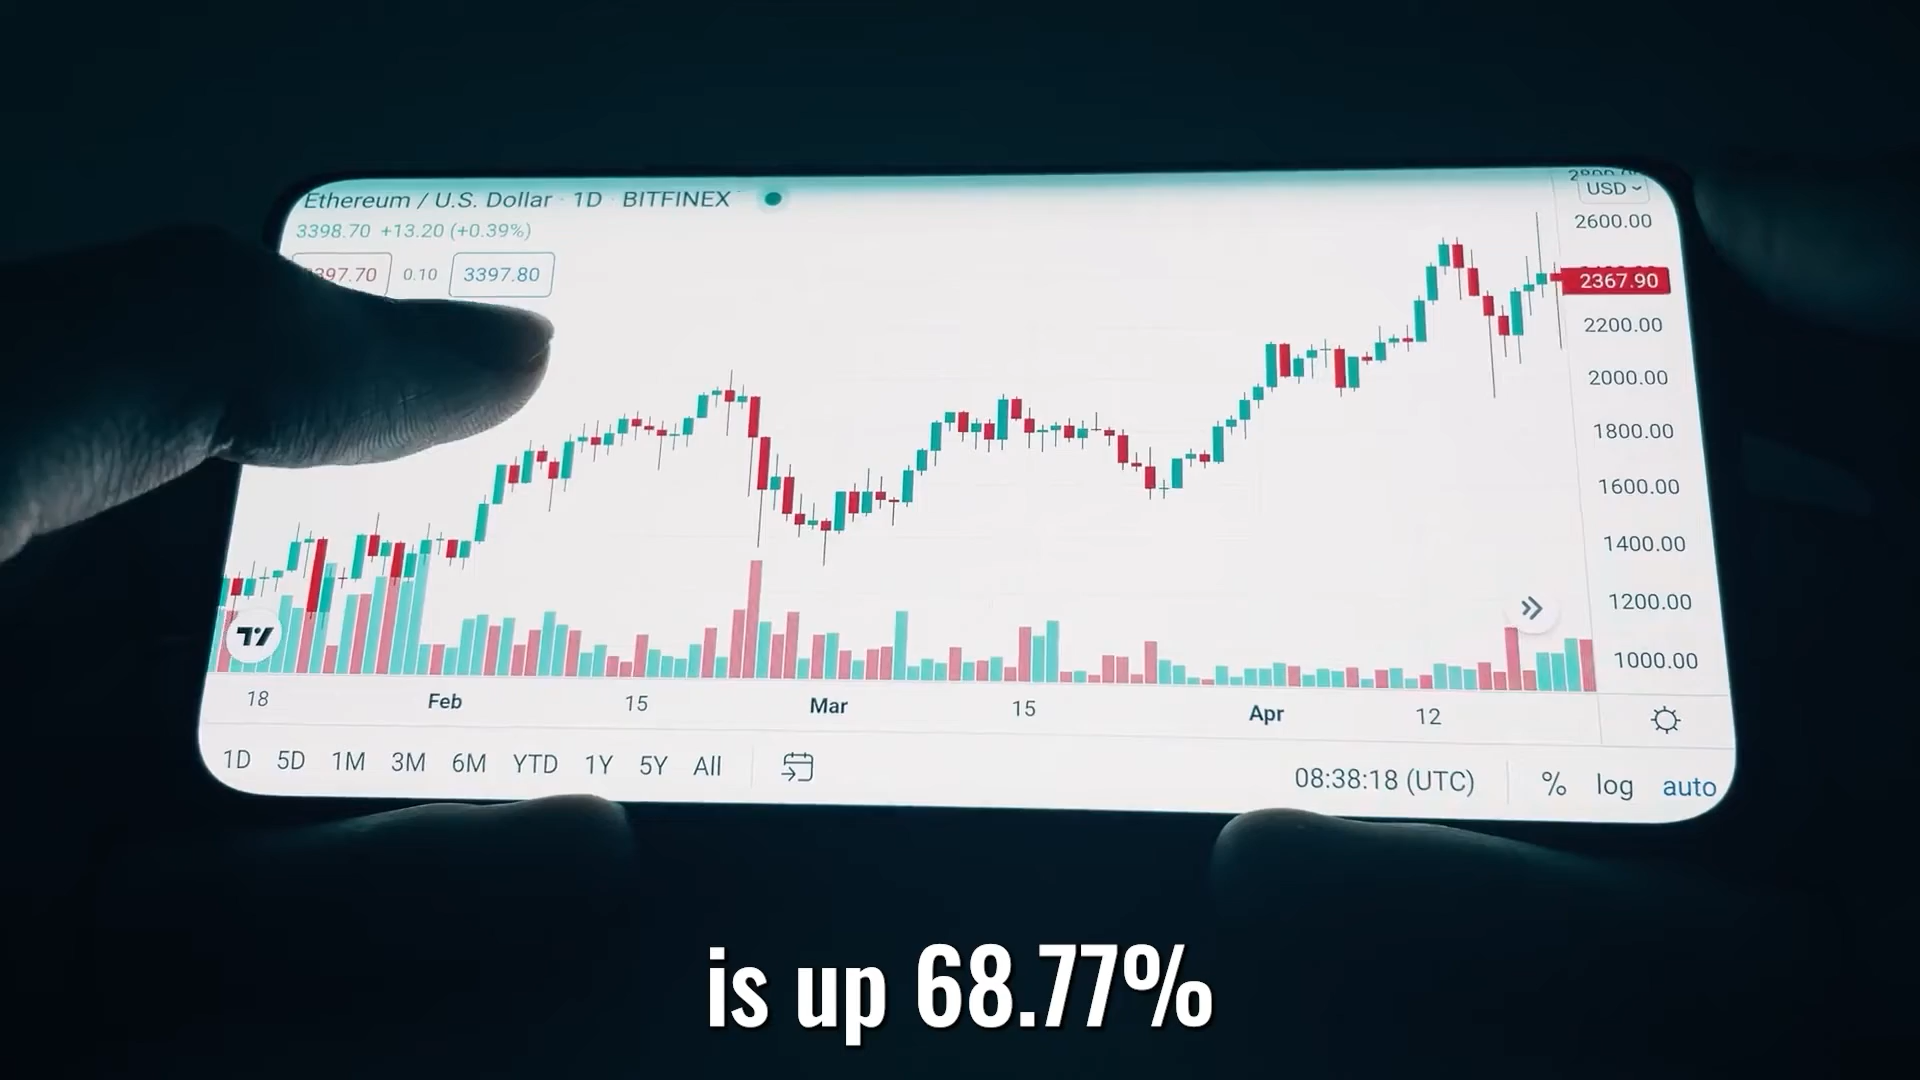 Ethereum / U.S. Dollar · 1D · BITFINEX
3398.70 +13.20 (+0.39%)
0.10 3397.80
USD
2600.00
2367.90
2200.00
2000.00
1800.00
1600.00
1400.00
1200.00
1000.00
18 Feb 15 Mar 15 Apr 12
1D 5D 1M 3M 6M YTD 1Y 5Y All
08:38:18 (UTC) % log auto
is up 68.77%